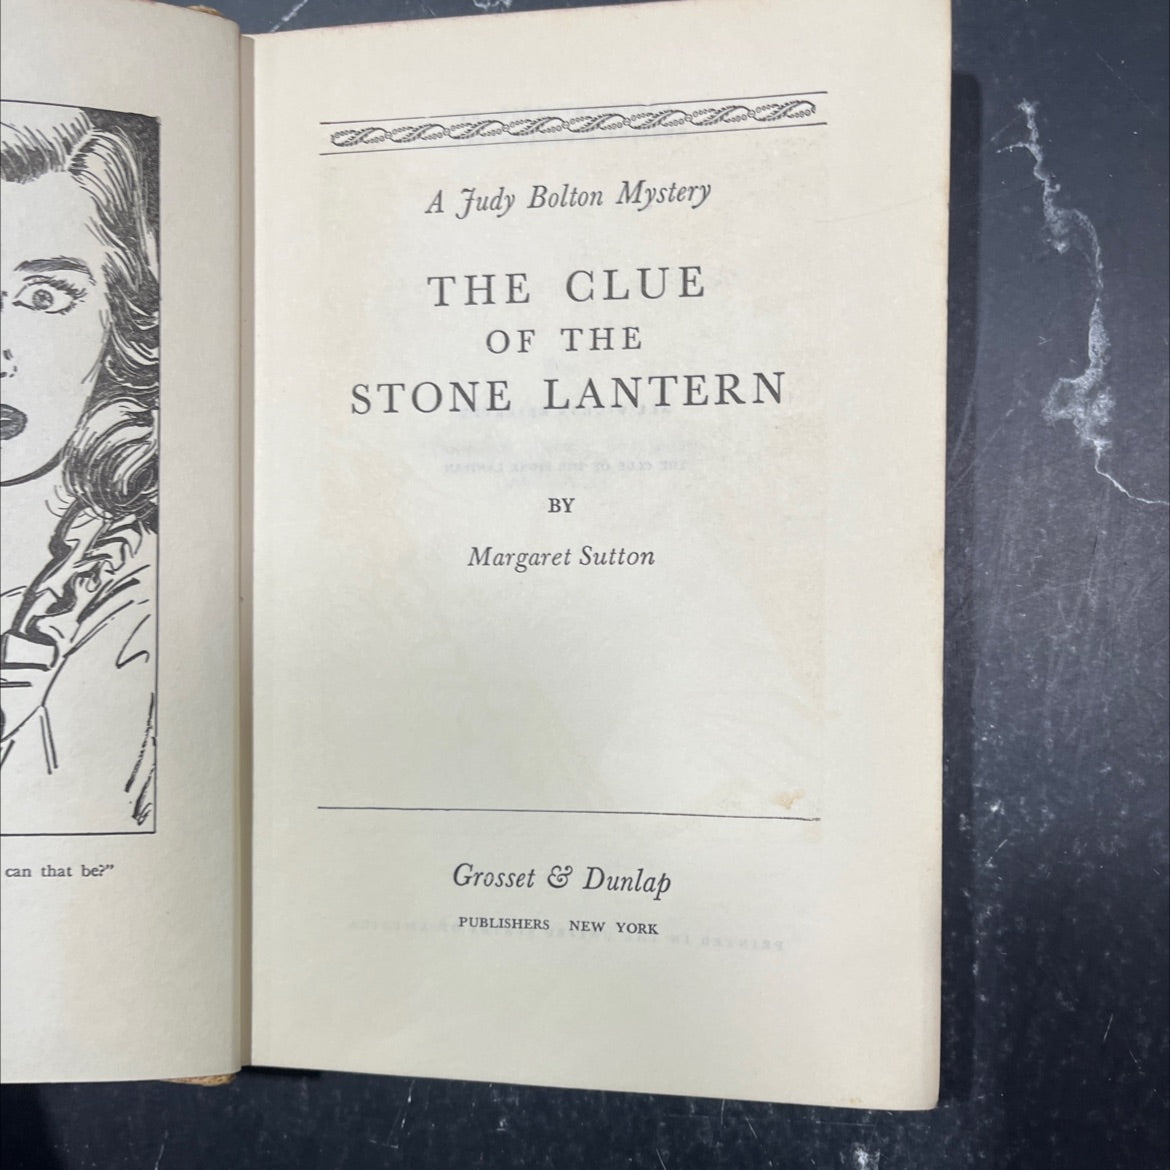 can that be?"
A Judy Bolton Mystery
THE CLUE
OF THE
STONE LANTERN
BY
Margaret Sutton
Grosset & Dunlap
PUBLISHERS NEW YORK